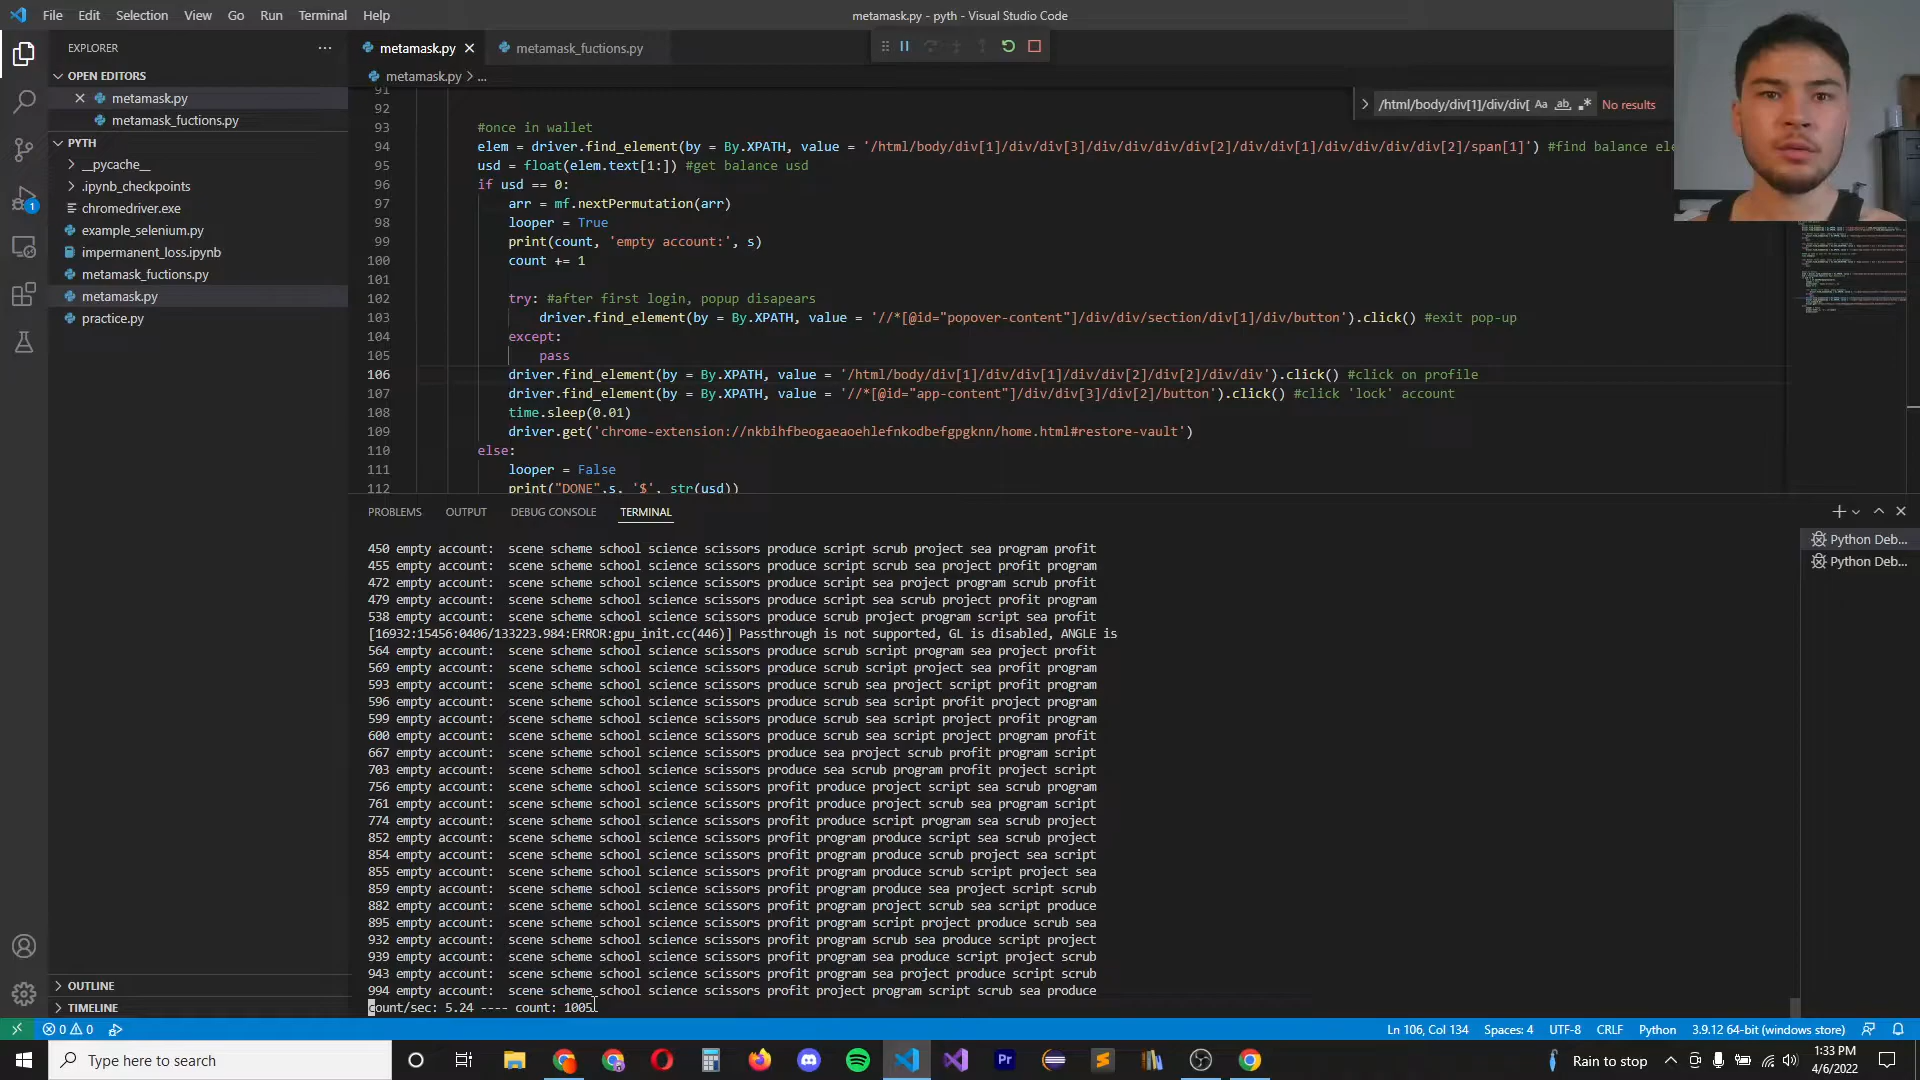 File Edit Selection View Go Run Terminal Help
metamask.py - pyth - Visual Studio Code
EXPLORER
OPEN EDITORS
metamask.py
metamask_fuctions.py
PYTH
__pycache__
.ipynb_checkpoints
chromedriver.exe
example_selenium.py
impermanent_loss.ipynb
metamask_fuctions.py
metamask.py
practice.py
OUTLINE
TIMELINE
1
metamask.py metamask_fuctions.py
metamask.py > ...
/html/body/div[1]/div/div[ Aa ab No results
91
92
93 #once in wallet
94 elem = driver.find_element(by = By.XPATH, value = '/html/body/div[1]/div/div[3]/div/div/div/div[2]/div/div[1]/div/div/div/div[2]/span[1]') #find balance ele
95 usd = float(elem.text[1:]) #get balance usd
96 if usd == 0:
97 arr = mf.nextPermutation(arr)
98 looper = True
99 print(count, 'empty account:', s)
100 count += 1
101
102 try: #after first login, popup disapears
103 driver.find_element(by = By.XPATH, value = '//*[@id="popover-content"]/div/div/section/div[1]/div/button').click() #exit pop-up
104 except:
105 pass
106 driver.find_element(by = By.XPATH, value = '/html/body/div[1]/div/div[1]/div/div[2]/div[2]/div/div').click() #click on profile
107 driver.find_element(by = By.XPATH, value = '//*[@id="app-content"]/div/div[3]/div[2]/button').click() #click 'lock' account
108 time.sleep(0.01)
109 driver.get('chrome-extension://nkbihfbeogaeaoehlefnkodbefgpgknn/home.html#restore-vault')
110 else:
111 looper = False
112 print("DONE",s, '$', str(usd))
PROBLEMS OUTPUT DEBUG CONSOLE TERMINAL
Python Deb...
Python Deb...
450 empty account: scene scheme school science scissors produce script scrub project sea program profit
455 empty account: scene scheme school science scissors produce script scrub sea project profit program
472 empty account: scene scheme school science scissors produce script sea project program scrub profit
479 empty account: scene scheme school science scissors produce script sea scrub project profit program
538 empty account: scene scheme school science scissors produce scrub project program script sea profit
[16932:15456:0406/133223.984:ERROR:gpu_init.cc(446)] Passthrough is not supported, GL is disabled, ANGLE is
564 empty account: scene scheme school science scissors produce scrub script program sea project profit
569 empty account: scene scheme school science scissors produce scrub script project sea profit program
593 empty account: scene scheme school science scissors produce scrub sea project script profit program
596 empty account: scene scheme school science scissors produce scrub sea script profit project program
599 empty account: scene scheme school science scissors produce scrub sea script project profit program
600 empty account: scene scheme school science scissors produce scrub sea script project program profit
667 empty account: scene scheme school science scissors produce sea project scrub profit program script
703 empty account: scene scheme school science scissors produce sea scrub program profit project script
756 empty account: scene scheme school science scissors profit produce project script sea scrub program
761 empty account: scene scheme school science scissors profit produce project scrub sea program script
774 empty account: scene scheme school science scissors profit produce script program sea scrub project
852 empty account: scene scheme school science scissors profit program produce script sea scrub project
854 empty account: scene scheme school science scissors profit program produce scrub project sea script
855 empty account: scene scheme school science scissors profit program produce scrub script project sea
859 empty account: scene scheme school science scissors profit program produce sea project script scrub
882 empty account: scene scheme school science scissors profit program project scrub sea script produce
895 empty account: scene scheme school science scissors profit program script project produce scrub sea
932 empty account: scene scheme school science scissors profit program scrub sea produce script project
939 empty account: scene scheme school science scissors profit program sea produce script project scrub
943 empty account: scene scheme school science scissors profit program sea project produce script scrub
994 empty account: scene scheme school science scissors profit project program script scrub sea produce
count/sec: 5.24 ---- count: 1005
0 0 Ln 106, Col 134 Spaces: 4 UTF-8 CRLF Python 3.9.12 64-bit (windows store)
Type here to search
Pr
Rain to stop
1:33 PM
4/6/2022